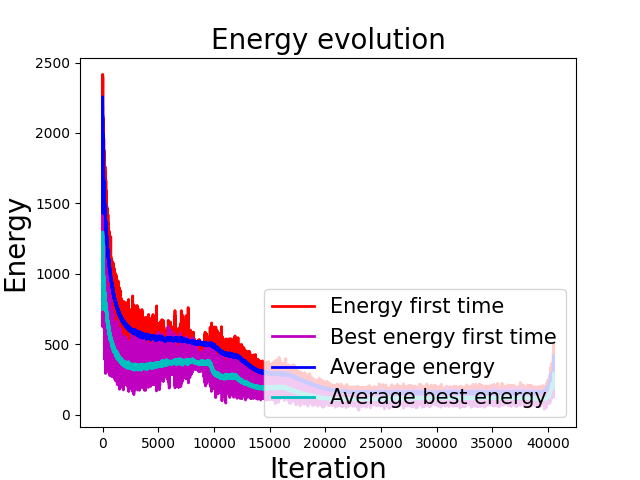 Energy evolution
Energy
2500
2000
1500
1000
500
0
Energy first time
Best energy first time
Average energy
Average best energy
0 5000 10000 15000 20000 25000 30000 35000 40000
Iteration